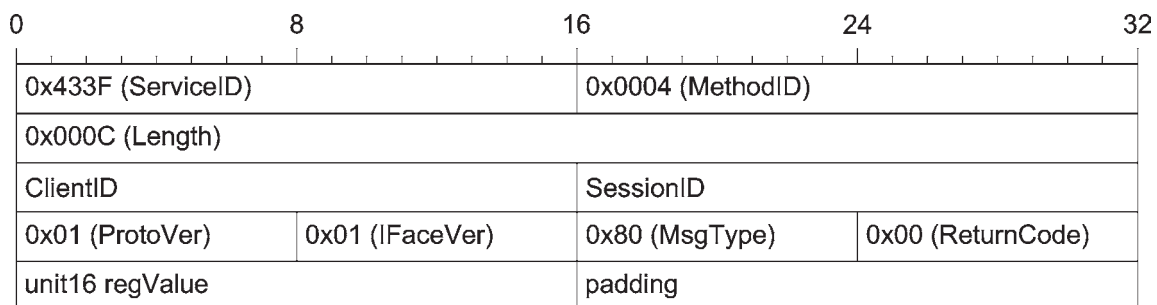 0 8 16 24 32
0x433F (ServiceID) 0x0004 (MethodID)
0x000C (Length)
ClientID SessionID
0x01 (ProtoVer) 0x01 (IFaceVer) 0x80 (MsgType) 0x00 (ReturnCode)
unit16 regValue padding